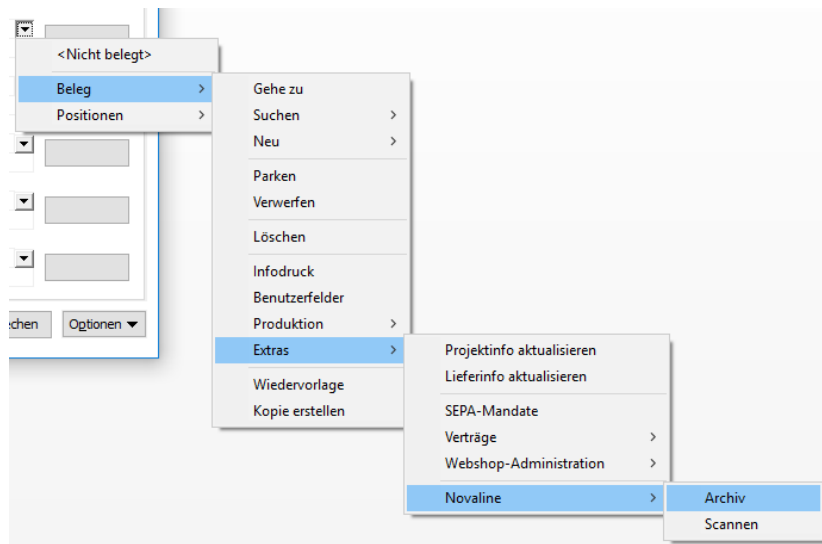 <Nicht belegt>
Beleg
Positionen
Gehe zu
Suchen
Neu
Parken
Verwerfen
Löschen
Infodruck
Benutzerfelder
Produktion
Extras
Wiedervorlage
Kopie erstellen
Projektinfo aktualisieren
Lieferinfo aktualisieren
SEPA-Mandate
Verträge
Webshop-Administration
Novaline
Archiv
Scannen
Optionen